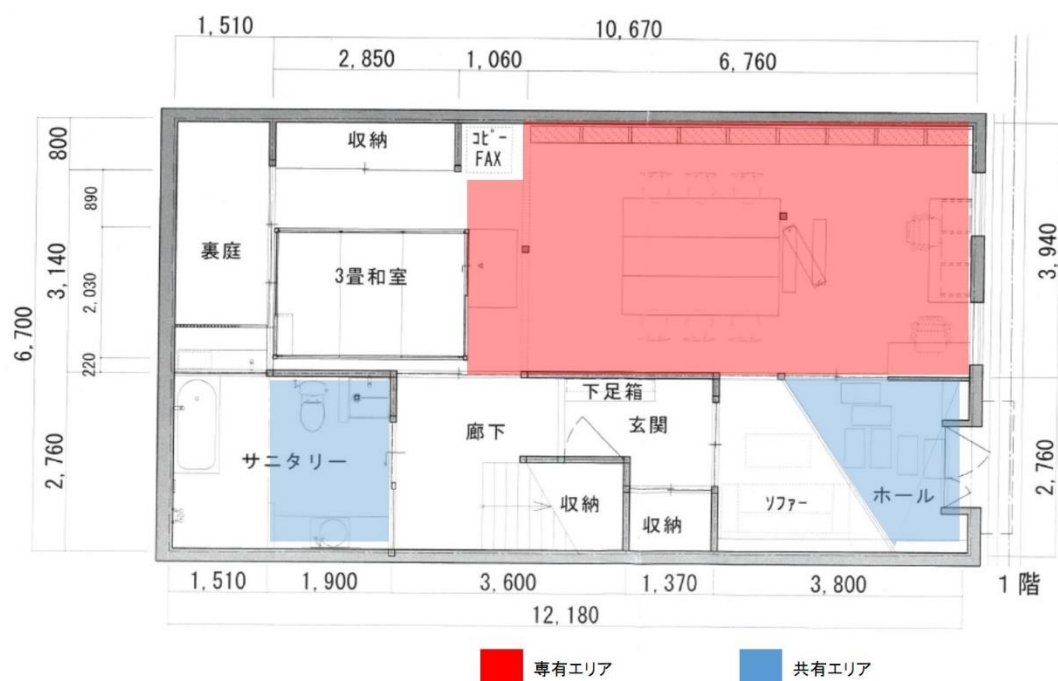 1,510
10,670
2,850
1,060
6,760
800
890
3,140
2,030
220
6,700
2,760
収納
コピー
FAX
裏庭
3畳和室
3,940
下足箱
廊下
玄関
サニタリー
収納
収納
ソファー
ホール
2,760
1,510
1,900
3,600
1,370
3,800
1階
12,180
専有エリア
共有エリア